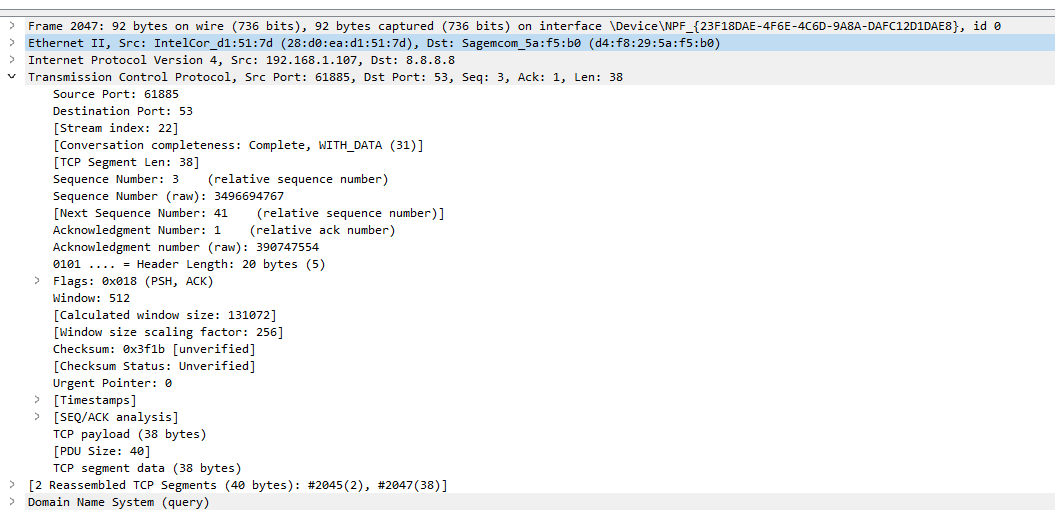 Frame 2047: 92 bytes on wire (736 bits), 92 bytes captured (736 bits) on interface \Device\NPF_{23F18DAE-4F6E-4C6D-9A8A-DAFC12D1DAE8}, id 0
Ethernet II, Src: IntelCor_d1:51:7d (28:d0:ea:d1:51:7d), Dst: Sagemcom_5a:f5:b0 (d4:f8:29:5a:f5:b0)
Internet Protocol Version 4, Src: 192.168.1.107, Dst: 8.8.8.8
Transmission Control Protocol, Src Port: 61885, Dst Port: 53, Seq: 3, Ack: 1, Len: 38
Source Port: 61885
Destination Port: 53
[Stream index: 22]
[Conversation completeness: Complete, WITH_DATA (31)]
[TCP Segment Len: 38]
Sequence Number: 3    (relative sequence number)
Sequence Number (raw): 3496694767
[Next Sequence Number: 41    (relative sequence number)]
Acknowledgment Number: 1    (relative ack number)
Acknowledgment number (raw): 390747554
0101 .... = Header Length: 20 bytes (5)
Flags: 0x018 (PSH, ACK)
Window: 512
[Calculated window size: 131072]
[Window size scaling factor: 256]
Checksum: 0x3f1b [unverified]
[Checksum Status: Unverified]
Urgent Pointer: 0
[Timestamps]
[SEQ/ACK analysis]
TCP payload (38 bytes)
[PDU Size: 40]
TCP segment data (38 bytes)
[2 Reassembled TCP Segments (40 bytes): #2045(2), #2047(38)]
Domain Name System (query)